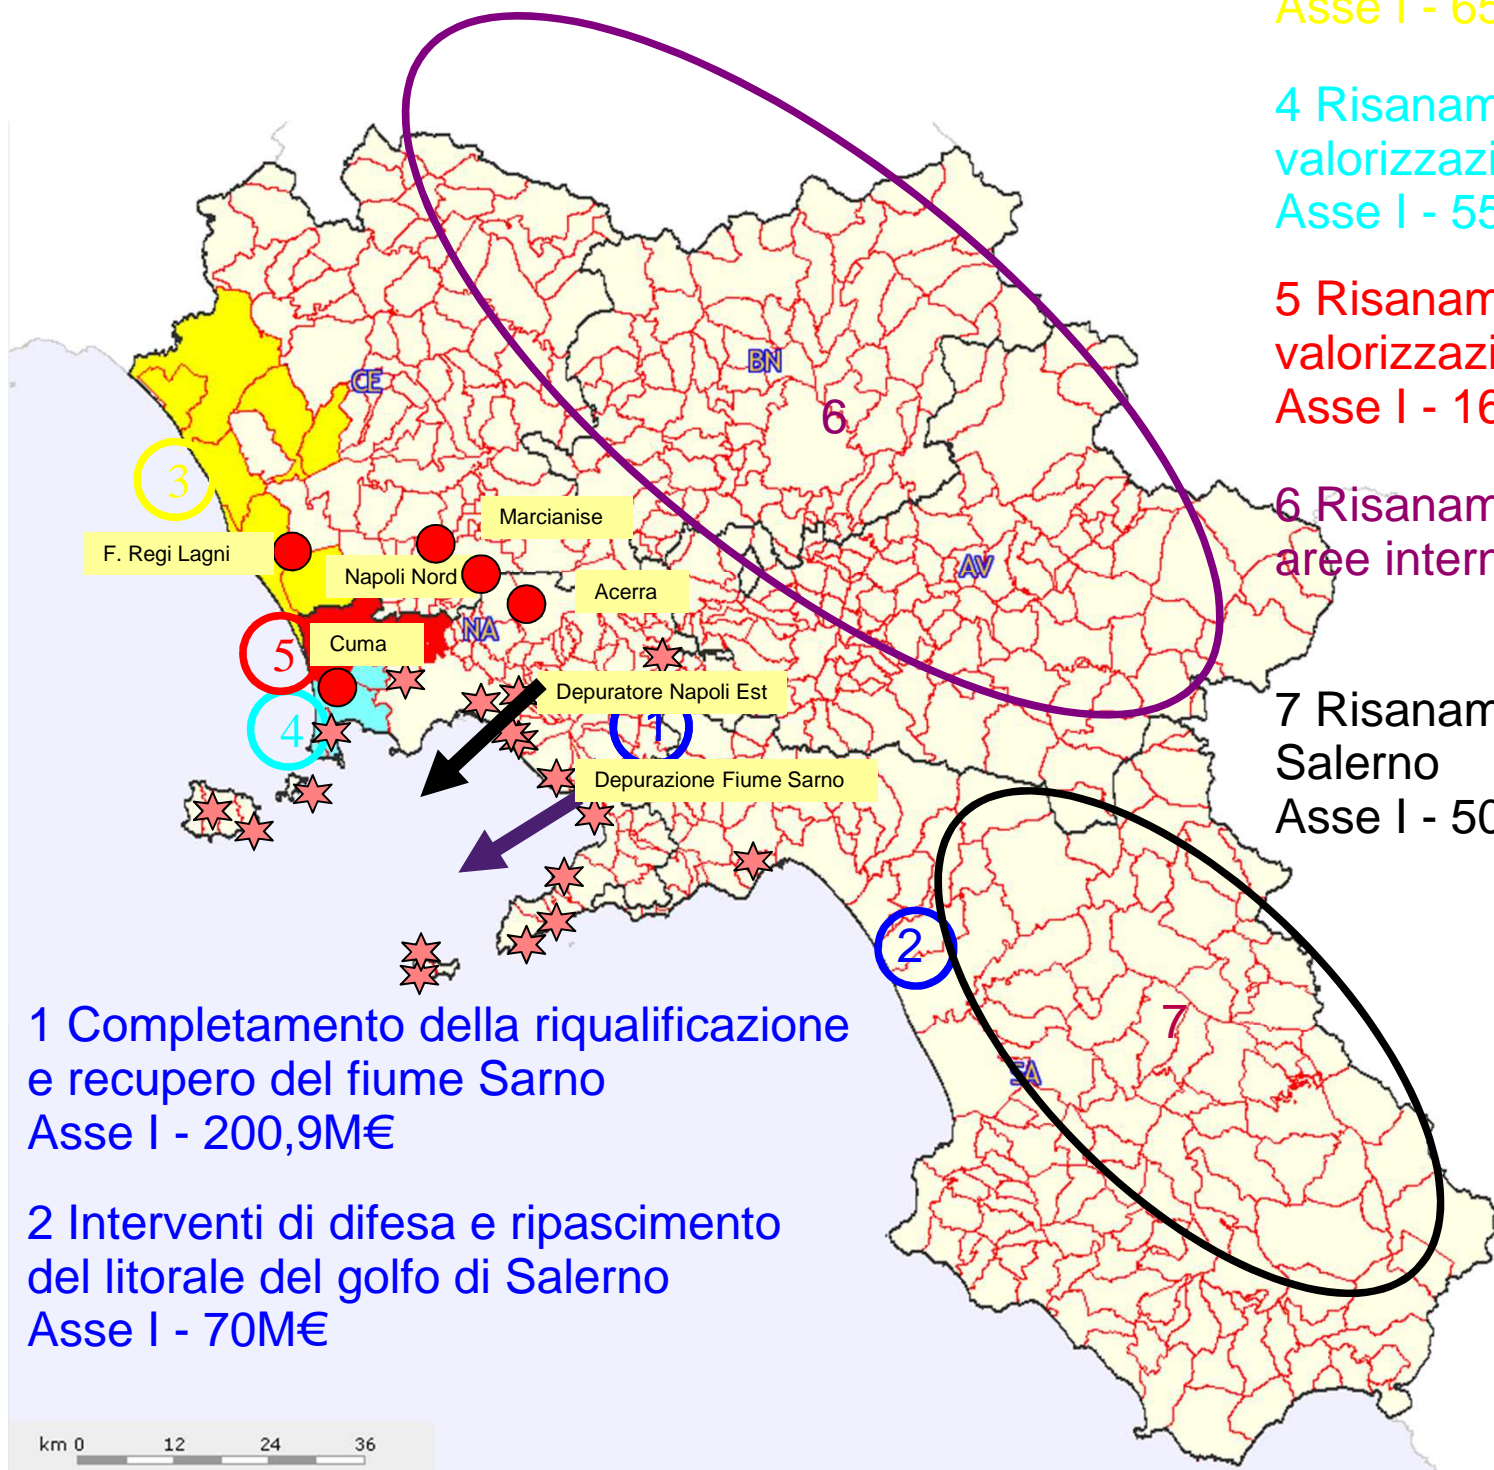 Asse I - 65
4 Risanam
valorizzazi
Asse I - 55
5 Risanam
valorizzazi
Asse I - 16
6 Risanam
aree intern
7 Risanam
Salerno
Asse I - 50
CE
BN
6
3
Marcianise
F. Regi Lagni
Napoli Nord
AV
Acerra
NA
5
Cuma
Depuratore Napoli Est
4
1
Depurazione Fiume Sarno
2
7
SA
1 Completamento della riqualificazione
e recupero del fiume Sarno
Asse I - 200,9M€
2 Interventi di difesa e ripascimento
del litorale del golfo di Salerno
Asse I - 70M€
km 0 12 24 36